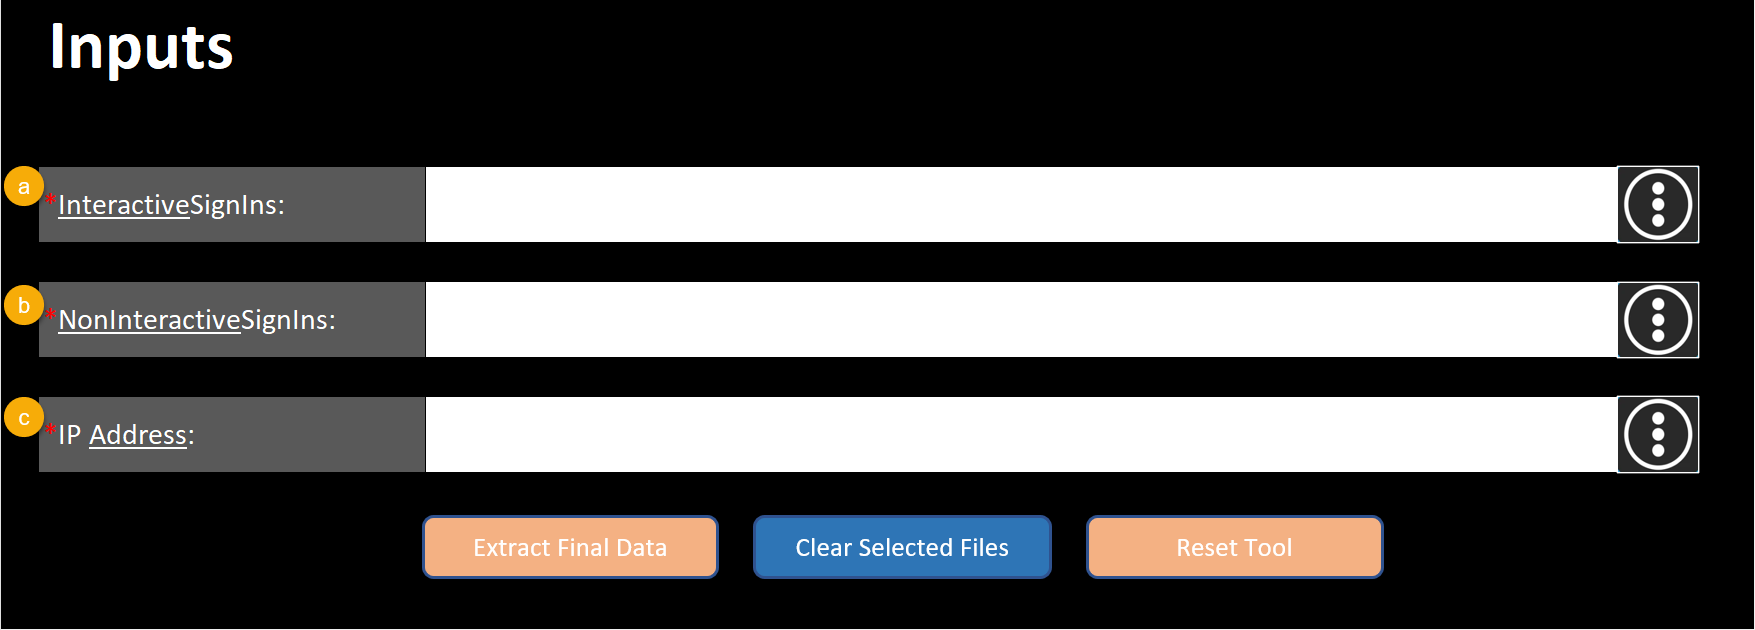 Inputs
a
*InteractiveSignIns:
b
*NonInteractiveSignIns:
c
*IP Address:
Extract Final Data
Clear Selected Files
Reset Tool